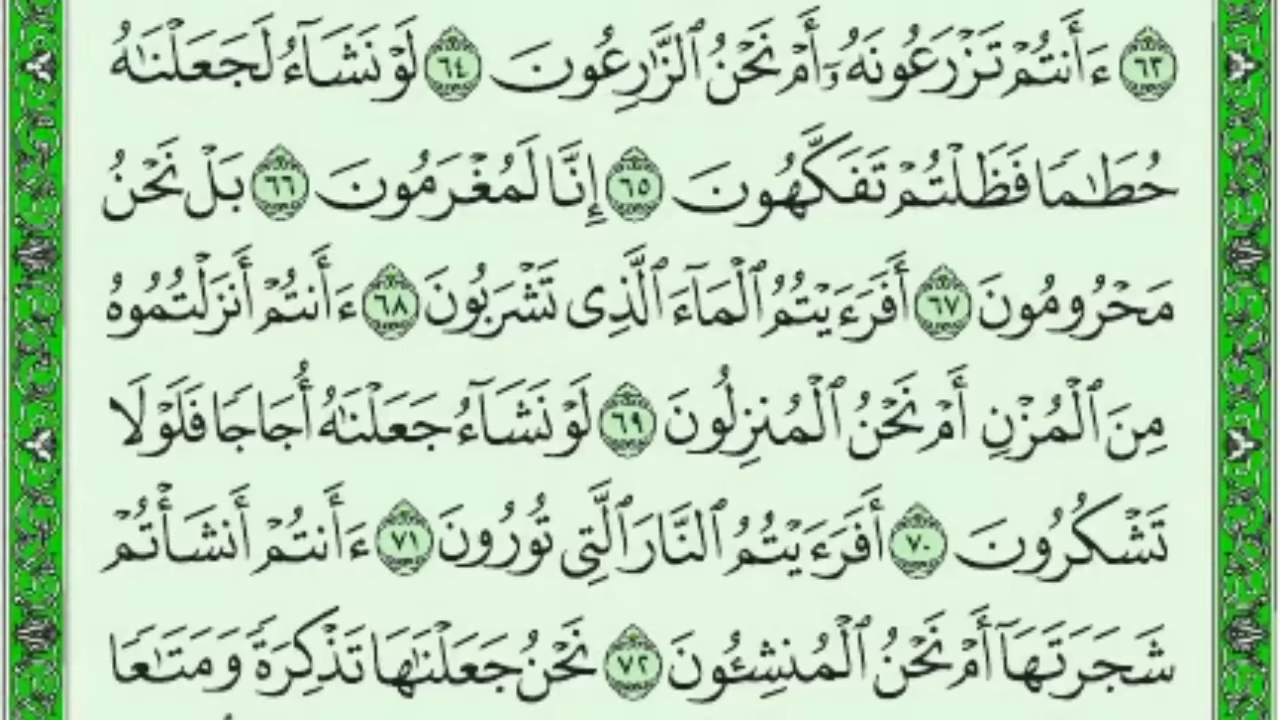 ٦٣ ءَأَنتُمْ تَزْرَعُونَهُۥٓ أَمْ نَحْنُ ٱلزَّٰرِعُونَ ٦٤ لَوْ نَشَآءُ لَجَعَلْنَٰهُ
حُطَٰمًا فَظَلْتُمْ تَفَكَّهُونَ ٦٥ إِنَّا لَمُغْرَمُونَ ٦٦ بَلْ نَحْنُ
مَحْرُومُونَ ٦٧ أَفَرَءَيْتُمُ ٱلْمَآءَ ٱلَّذِى تَشْرَبُونَ ٦٨ ءَأَنتُمْ أَنزَلْتُمُوهُ
مِنَ ٱلْمُزْنِ أَمْ نَحْنُ ٱلْمُنزِلُونَ ٦٩ لَوْ نَشَآءُ جَعَلْنَٰهُ أُجَاجًا فَلَوْلَا
تَشْكُرُونَ ٧٠ أَفَرَءَيْتُمُ ٱلنَّارَ ٱلَّتِى تُورُونَ ٧١ ءَأَنتُمْ أَنشَأْتُمْ
شَجَرَتَهَآ أَمْ نَحْنُ ٱلْمُنشِـُٔونَ ٧٢ نَحْنُ جَعَلْنَٰهَا تَذْكِرَةً وَمَتَٰعًا